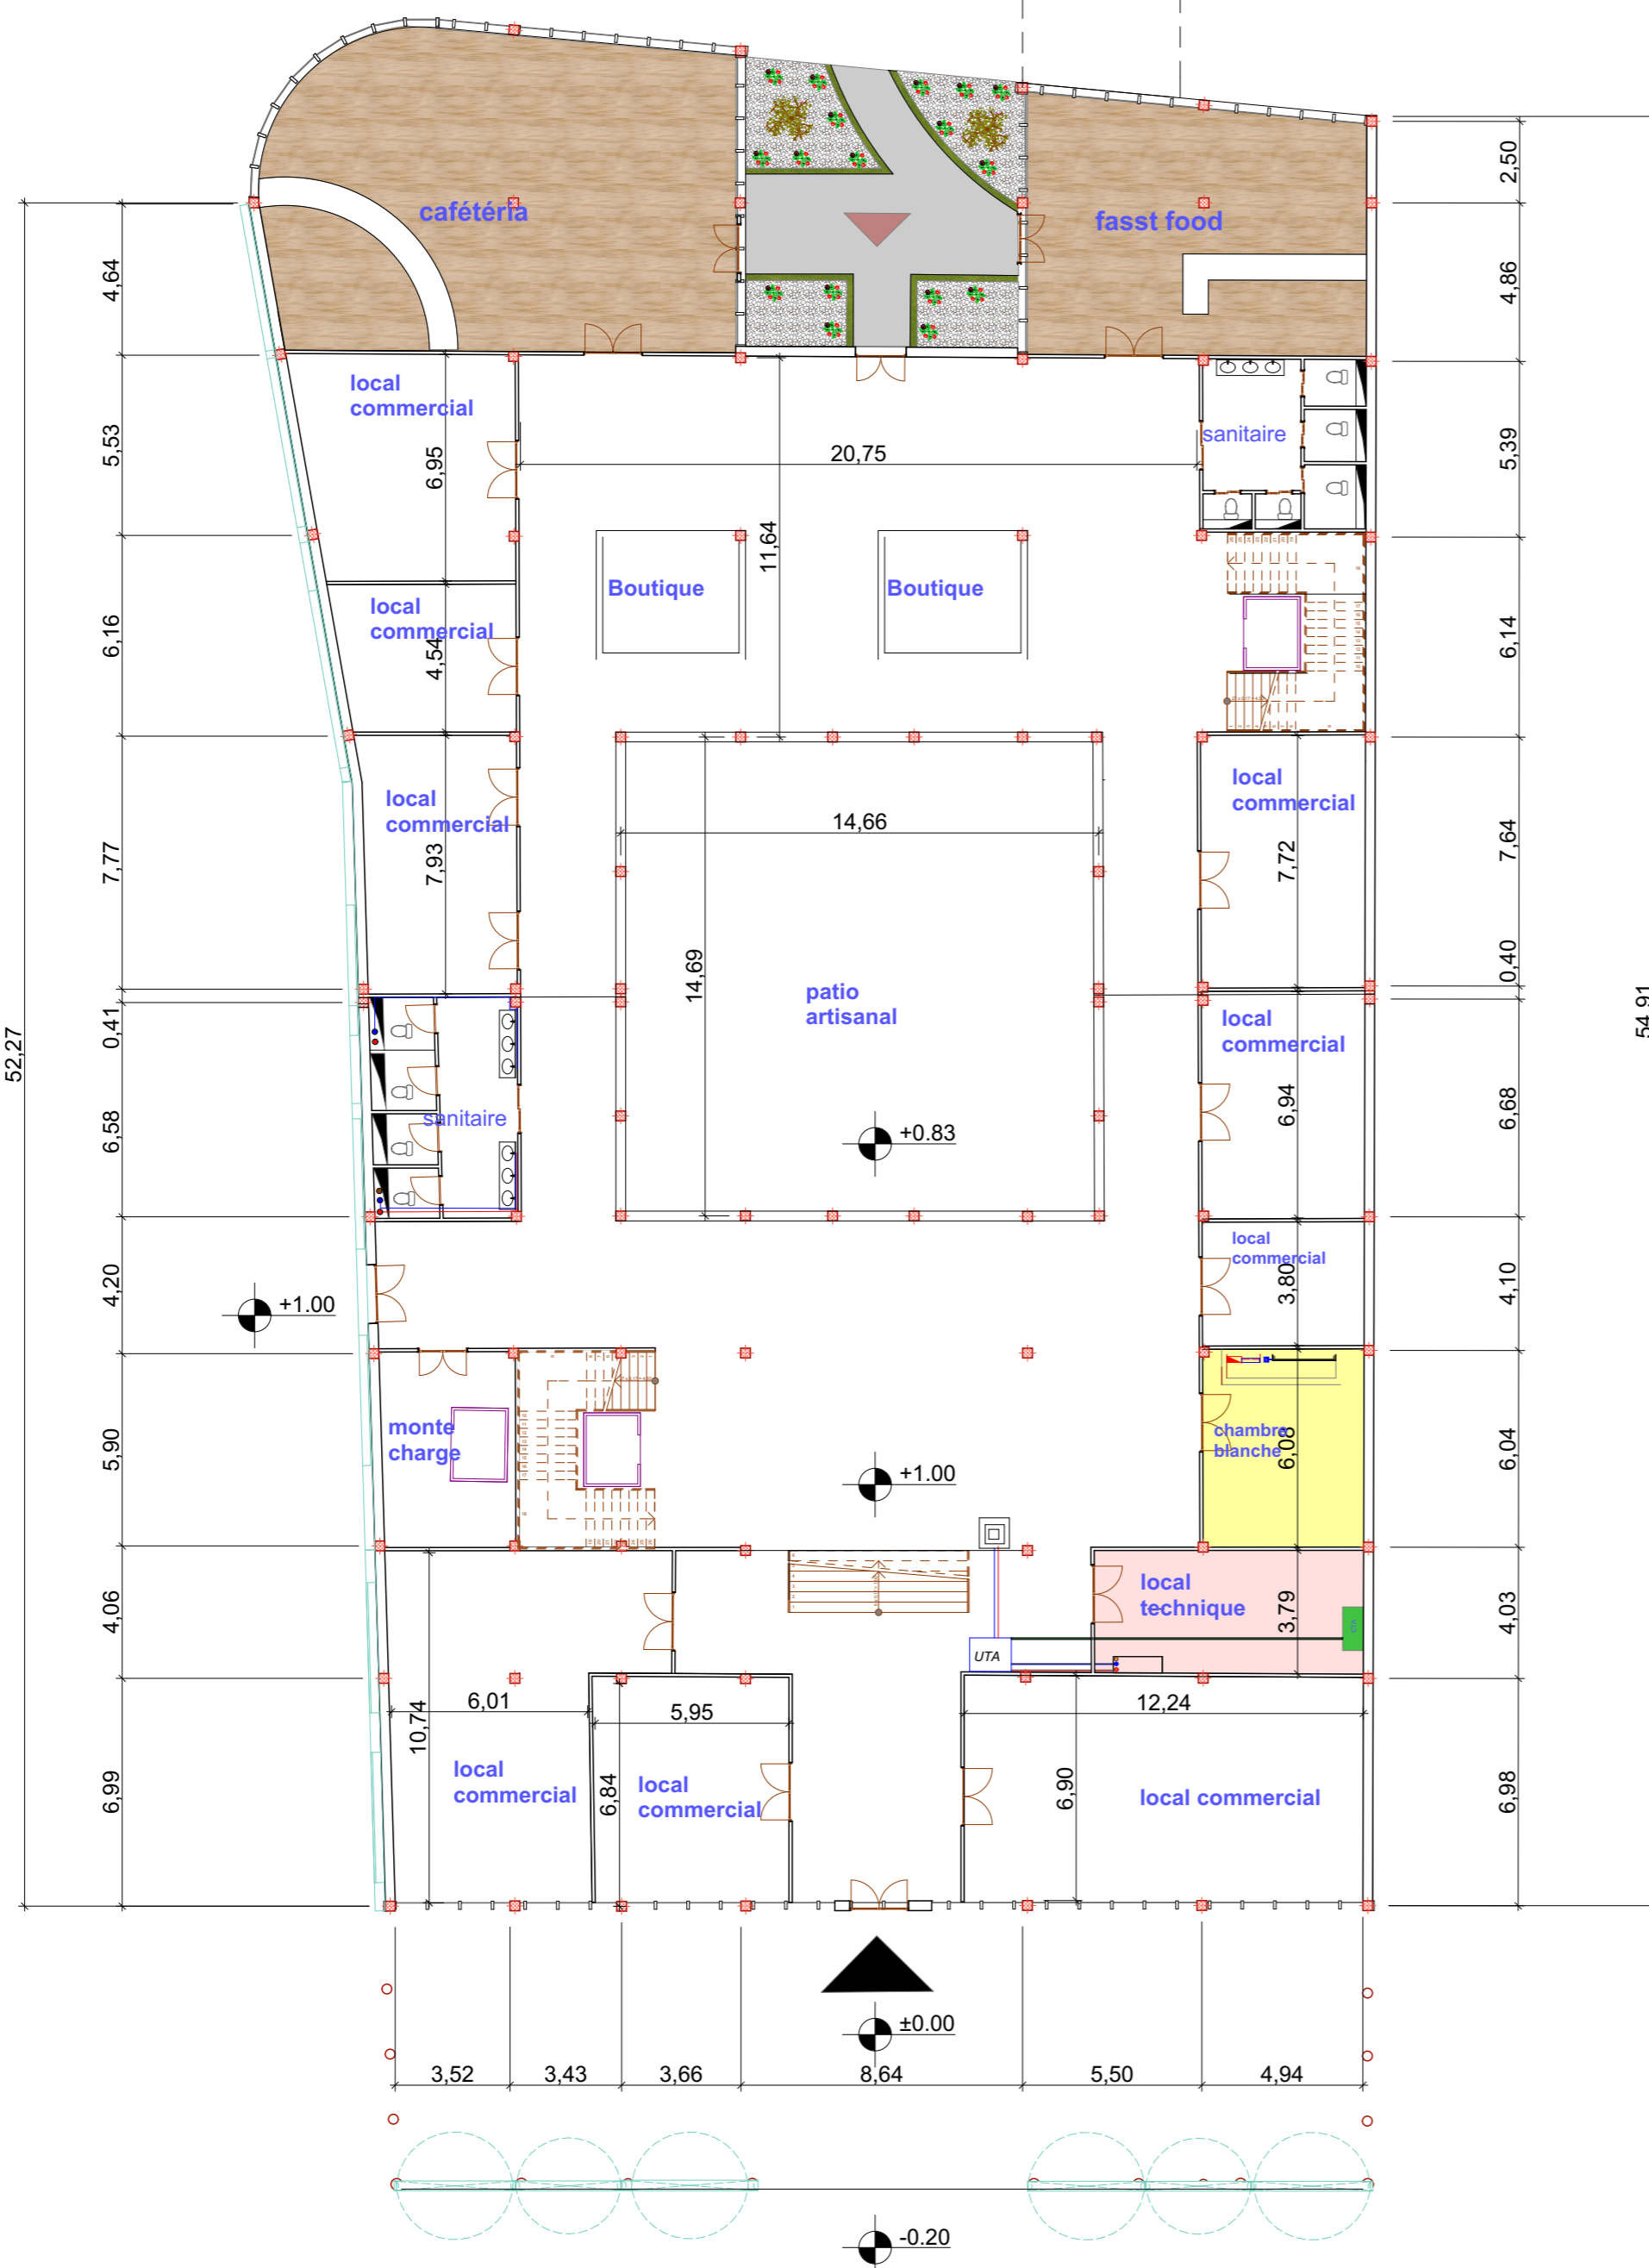 2,50
cafétéria
fasst food
4,64
4,86
local
commercial
5,53
6,95
20,75
sanitaire
5,39
11,64
Boutique
Boutique
local
commercial
4,54
6,16
6,14
local
commercial
7,93
7,77
14,66
local
commercial
7,72
7,64
14,69
patio
artisanal
0,40
0,41
52,27
54,91
local
commercial
6,94
6,68
6,58
sanitaire
+0.83
local
commercial
3,80
4,10
4,20
+1.00
monte
charge
5,90
chambre
blanche
6,08
6,04
+1.00
4,06
local
technique
3,79
4,03
UTA
CTA
6,01
5,95
12,24
10,74
local
commercial
6,84
local
commercial
6,90
local commercial
6,99
6,98
±0.00
3,52
3,43
3,66
8,64
5,50
4,94
-0.20